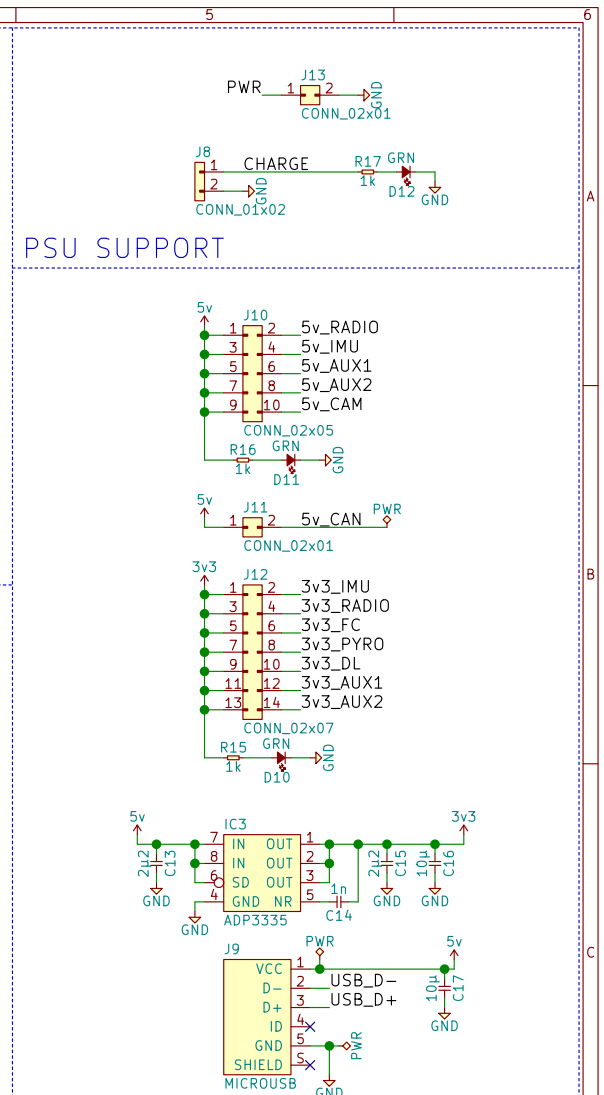 5 6
J13
PWR 1 2 GND
CONN_02x01
J8
1 CHARGE R17 GRN
1k D12 GND
2 GND
CONN_01x02
A
PSU SUPPORT
5v J10
1 2 5v_RADIO
3 4 5v_IMU
5 6 5v_AUX1
7 8 5v_AUX2
9 10 5v_CAM
CONN_02x05
R16 GRN
1k D11 GND
5v J11 PWR
1 2 5v_CAN
CONN_02x01
B
3v3 J12
1 2 3v3_IMU
3 4 3v3_RADIO
5 6 3v3_FC
7 8 3v3_PYRO
9 10 3v3_DL
11 12 3v3_AUX1
13 14 3v3_AUX2
CONN_02x07
R15 GRN
1k D10 GND
5v IC3 3v3
7 IN OUT 1
2µ2 C13 8 IN OUT 2 2µ2 C15 10µ C16
6 SD OUT 3 1n
GND 4 GND NR 5 GND GND
C14
GND ADP3335
J9 PWR 5v
C
VCC 1
D- 2 USB_D- 10µ C17
D+ 3 USB_D+
ID 4 GND
GND 5 PWR
SHIELD S
MICROUSB GND